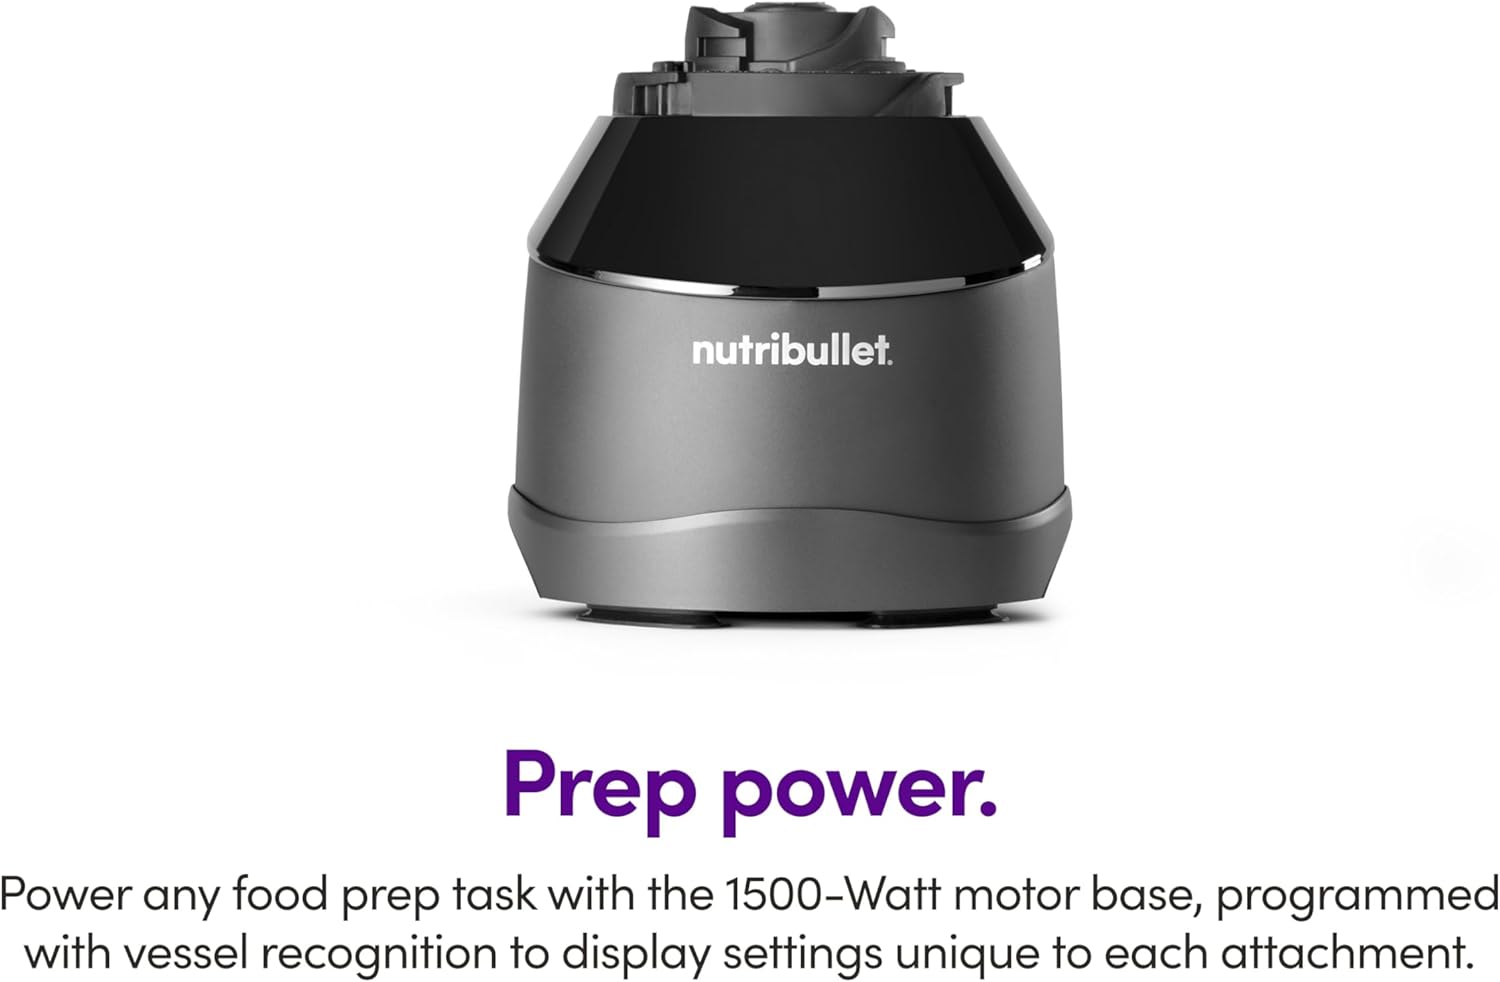 nutribullet.
Prep power.
Power any food prep task with the 1500-Watt motor base, programmed
with vessel recognition to display settings unique to each attachment.